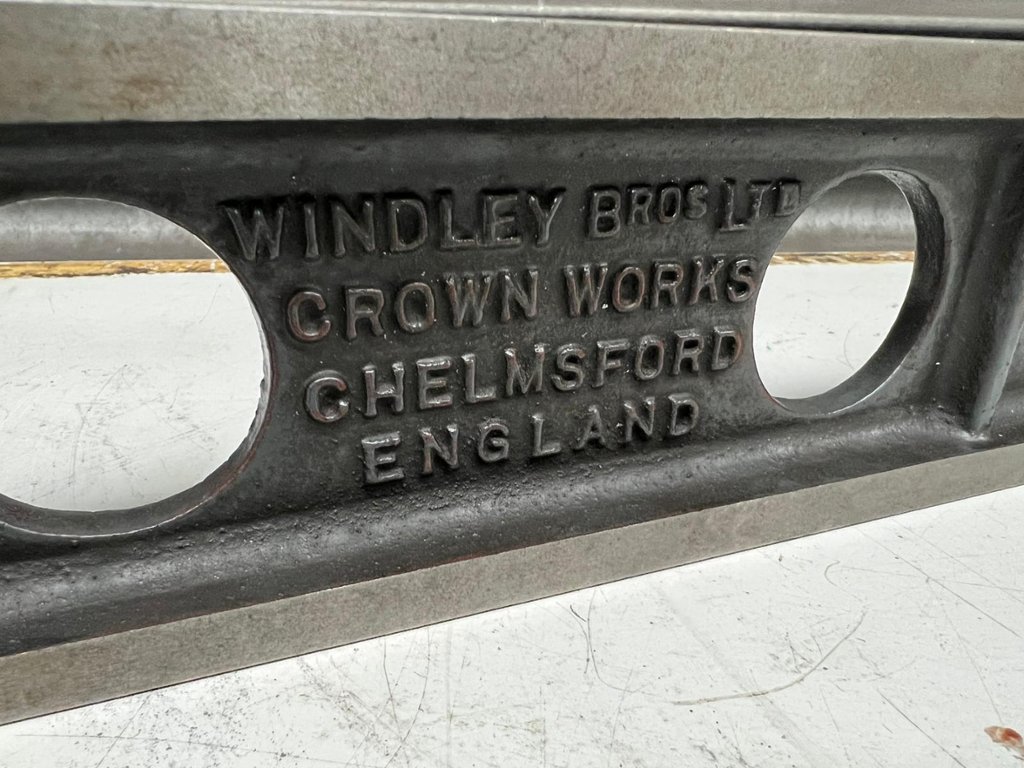 WINDLEY BROS LTD
CROWN WORKS
CHELMSFORD
ENGLAND